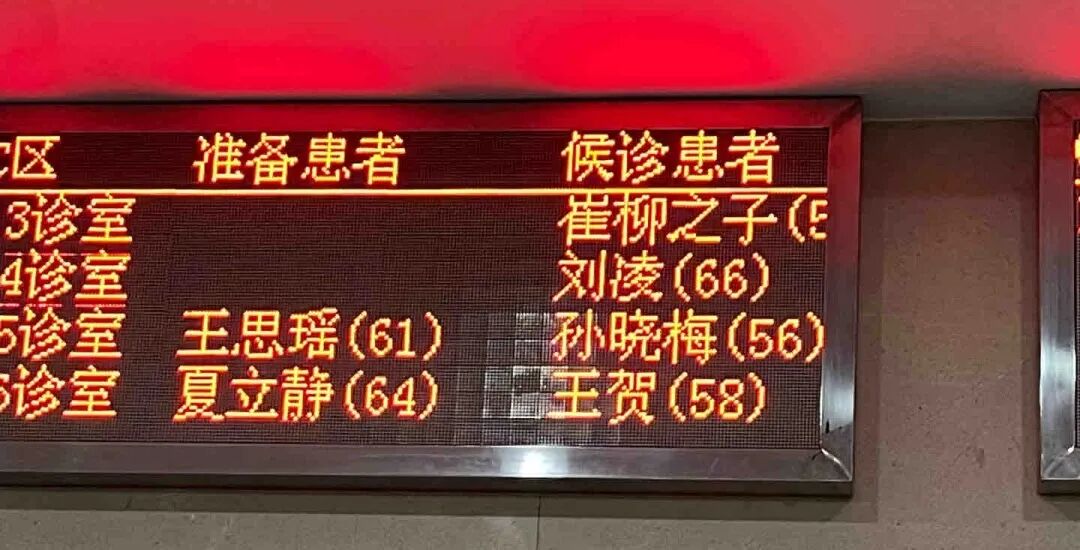 区 准备患者 候诊患者
3诊室 崔柳之子(5
4诊室 刘凌(66)
5诊室 王思瑶(61) 孙晓梅(56)
6诊室 夏立静(64) 王贺(58)